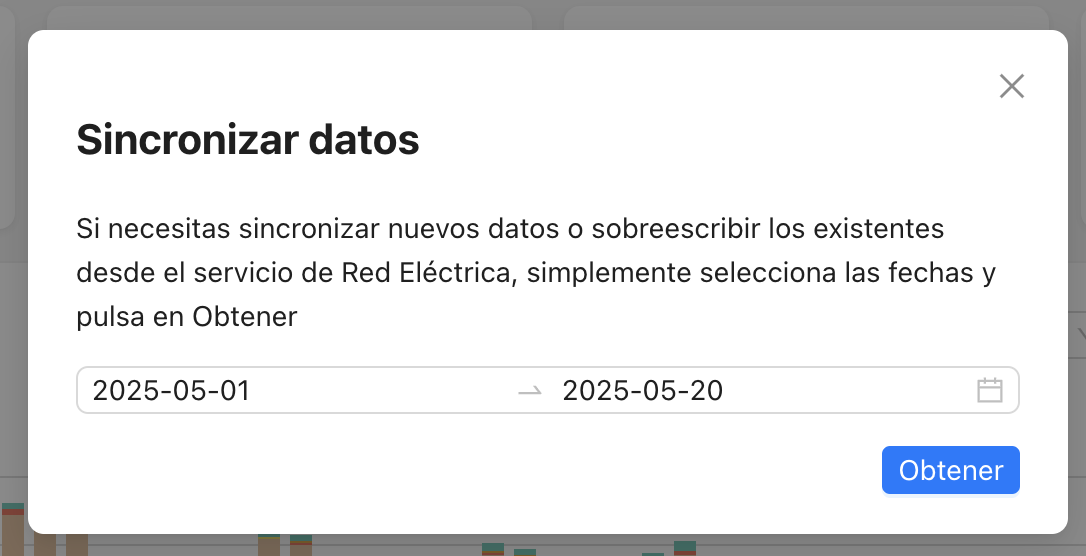 Sincronizar datos
Si necesitas sincronizar nuevos datos o sobreescribir los existentes
desde el servicio de Red Eléctrica, simplemente selecciona las fechas y
pulsa en Obtener
2025-05-01 → 2025-05-20
Obtener